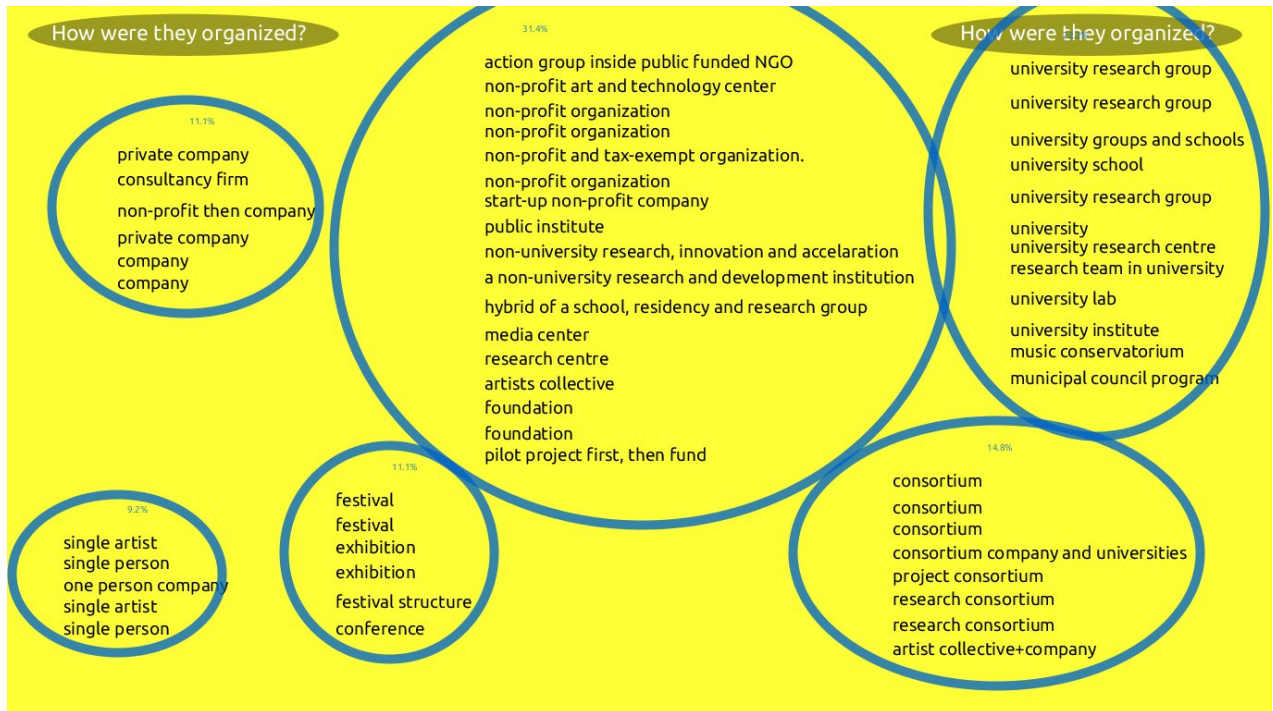 How were they organized?
11.1%
private company
consultancy firm
non-profit then company
private company
company
company
31.4%
action group inside public funded NGO
non-profit art and technology center
non-profit organization
non-profit organization
non-profit and tax-exempt organization.
non-profit organization
start-up non-profit company
public institute
non-university research, innovation and accelaration
a non-university research and development institution
hybrid of a school, residency and research group
media center
research centre
artists collective
foundation
foundation
pilot project first, then fund
How were they organized?
university research group
university research group
university groups and schools
university school
university research group
university
university research centre
research team in university
university lab
university institute
music conservatorium
municipal council program
9.2%
single artist
single person
one person company
single artist
single person
11.1%
festival
festival
exhibition
exhibition
festival structure
conference
14.8%
consortium
consortium
consortium
consortium company and universities
project consortium
research consortium
research consortium
artist collective+company